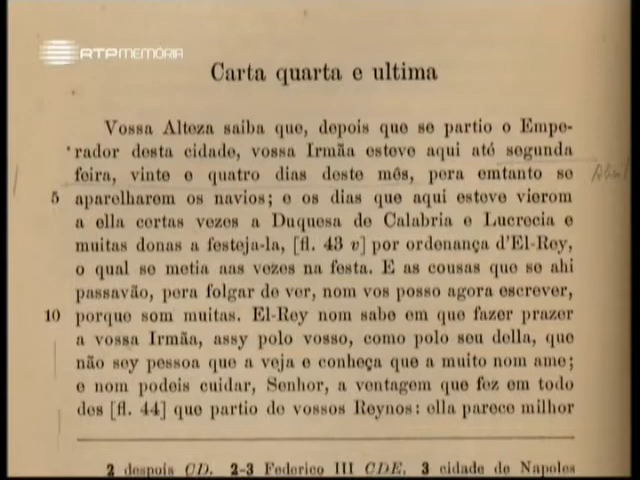 RTP MEMÓRIA
Carta quarta e ultima
Vossa Alteza saiba que, depois que se partio o Empe-
rador desta cidade, vossa Irmãa esteve aqui até segunda
feira, vinte e quatro dias deste mês, pera emtanto se
5 aparelharem os navios; e os dias que aqui esteve vierom
a ella certas vezes a Duquesa de Calabria e Lucrecia e
muitas donas a festeja-la, [fl. 43 v] por ordenança d'El-Rey,
o qual se metia aas vezes na festa. E as cousas que se ahi
passavão, pera folgar de ver, nom vos posso agora escrever,
10 porque som muitas. El-Rey nom sabe em que fazer prazer
a vossa Irmãa, assy polo vosso, como polo seu della, que
não sey pessoa que a veja e conheça que a muito nom ame;
e nom podeis cuidar, Senhor, a ventagem que fez em todo
des [fl. 44] que partio de vossos Reynos: ella parece milhor
2 despois CD. 2-3 Federico III CDE. 3 cidade de Napoles